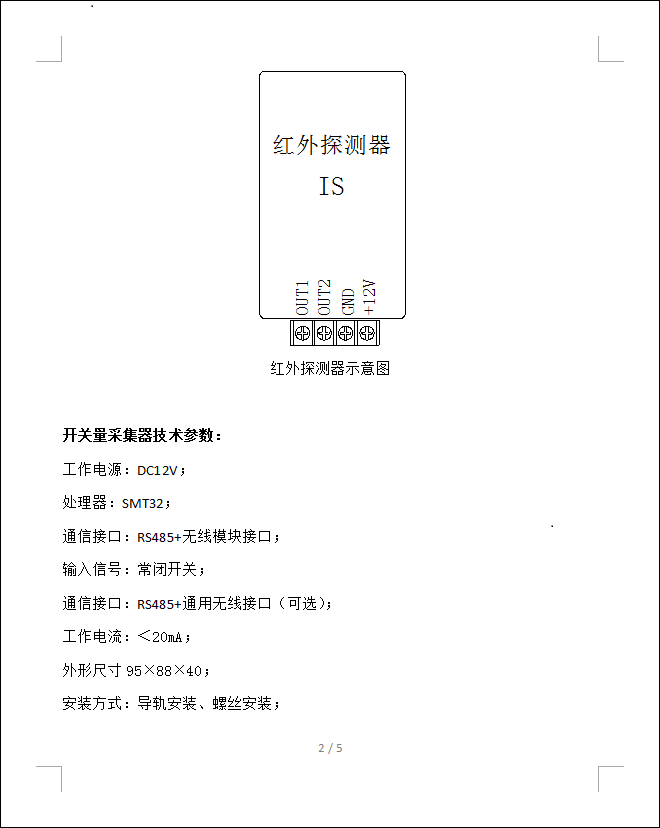 红外探测器
IS
OUT1
OUT2
GND
+12V
红外探测器示意图
开关量采集器技术参数：
工作电源：DC12V；
处理器：SMT32；
通信接口：RS485+无线模块接口；
输入信号：常闭开关；
通信接口：RS485+通用无线接口（可选）；
工作电流：＜20mA；
外形尺寸 95×88×40；
安装方式：导轨安装、螺丝安装；
2 / 5